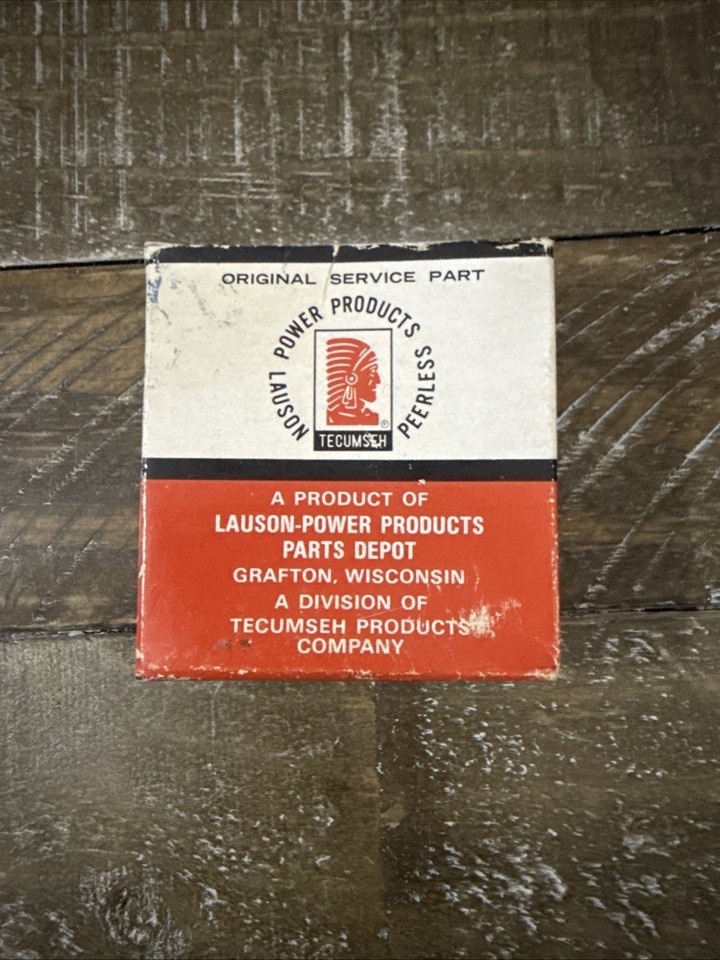 ORIGINAL SERVICE PART
LAUSON POWER PRODUCTS PEERLESS
®
TECUMSEH
A PRODUCT OF
LAUSON-POWER PRODUCTS
PARTS DEPOT
GRAFTON, WISCONSIN
A DIVISION OF
TECUMSEH PRODUCTS
COMPANY